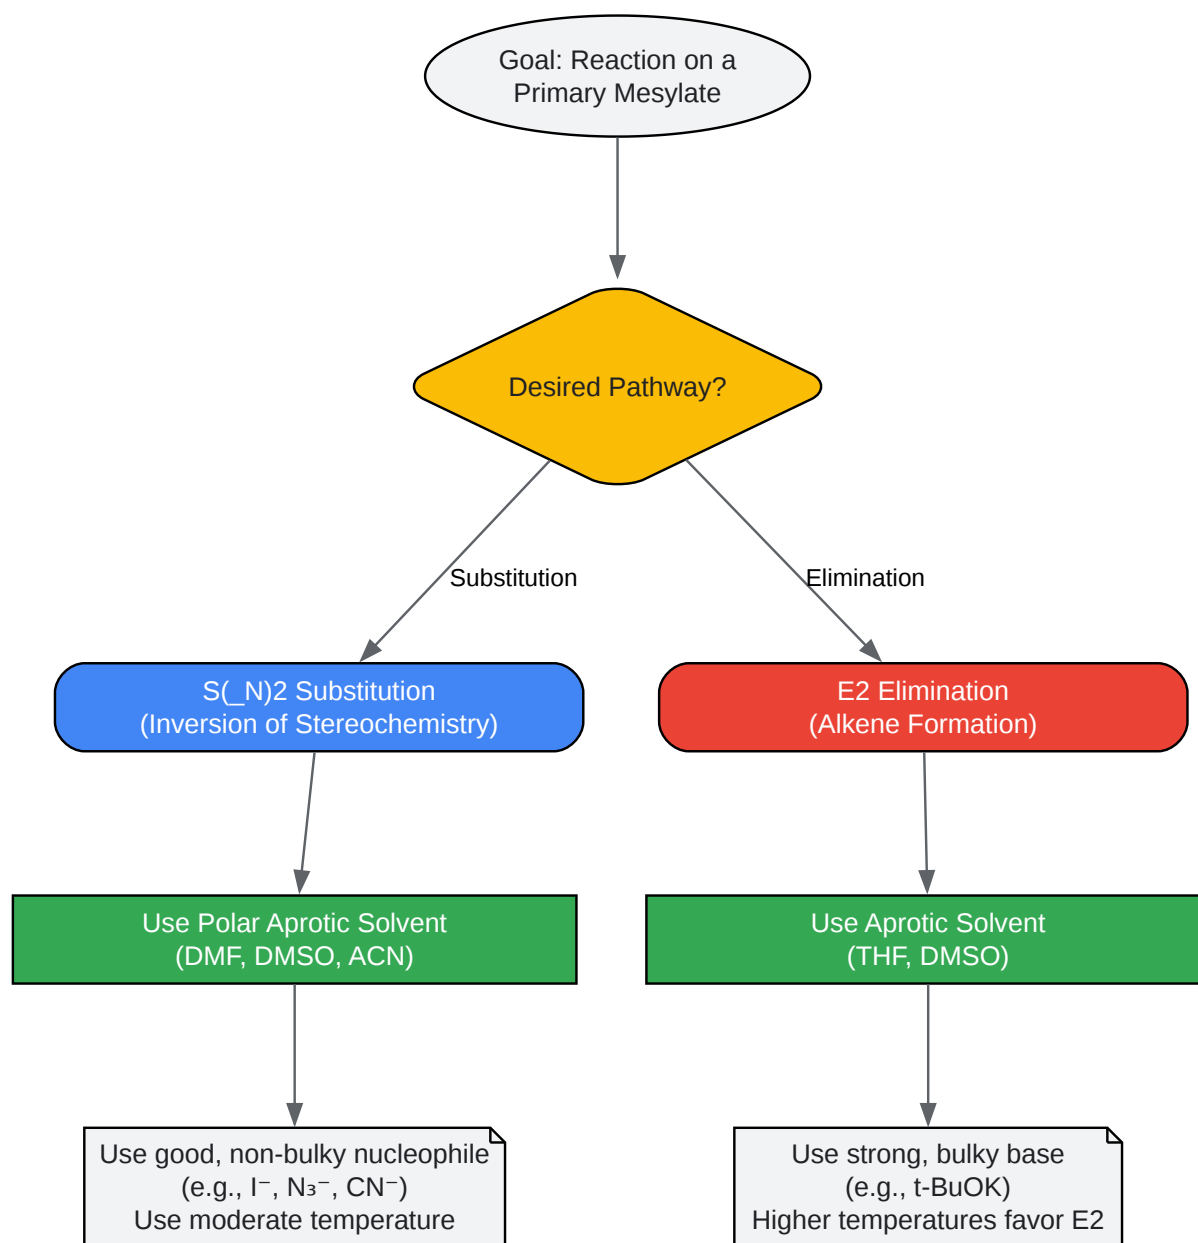 Goal: Reaction on a
Primary Mesylate
Desired Pathway?
Substitution
Elimination
S(_N)2 Substitution
(Inversion of Stereochemistry)
E2 Elimination
(Alkene Formation)
Use Polar Aprotic Solvent
(DMF, DMSO, ACN)
Use Aprotic Solvent
(THF, DMSO)
Use good, non-bulky nucleophile
(e.g., I⁻, N₃⁻, CN⁻)
Use moderate temperature
Use strong, bulky base
(e.g., t-BuOK)
Higher temperatures favor E2